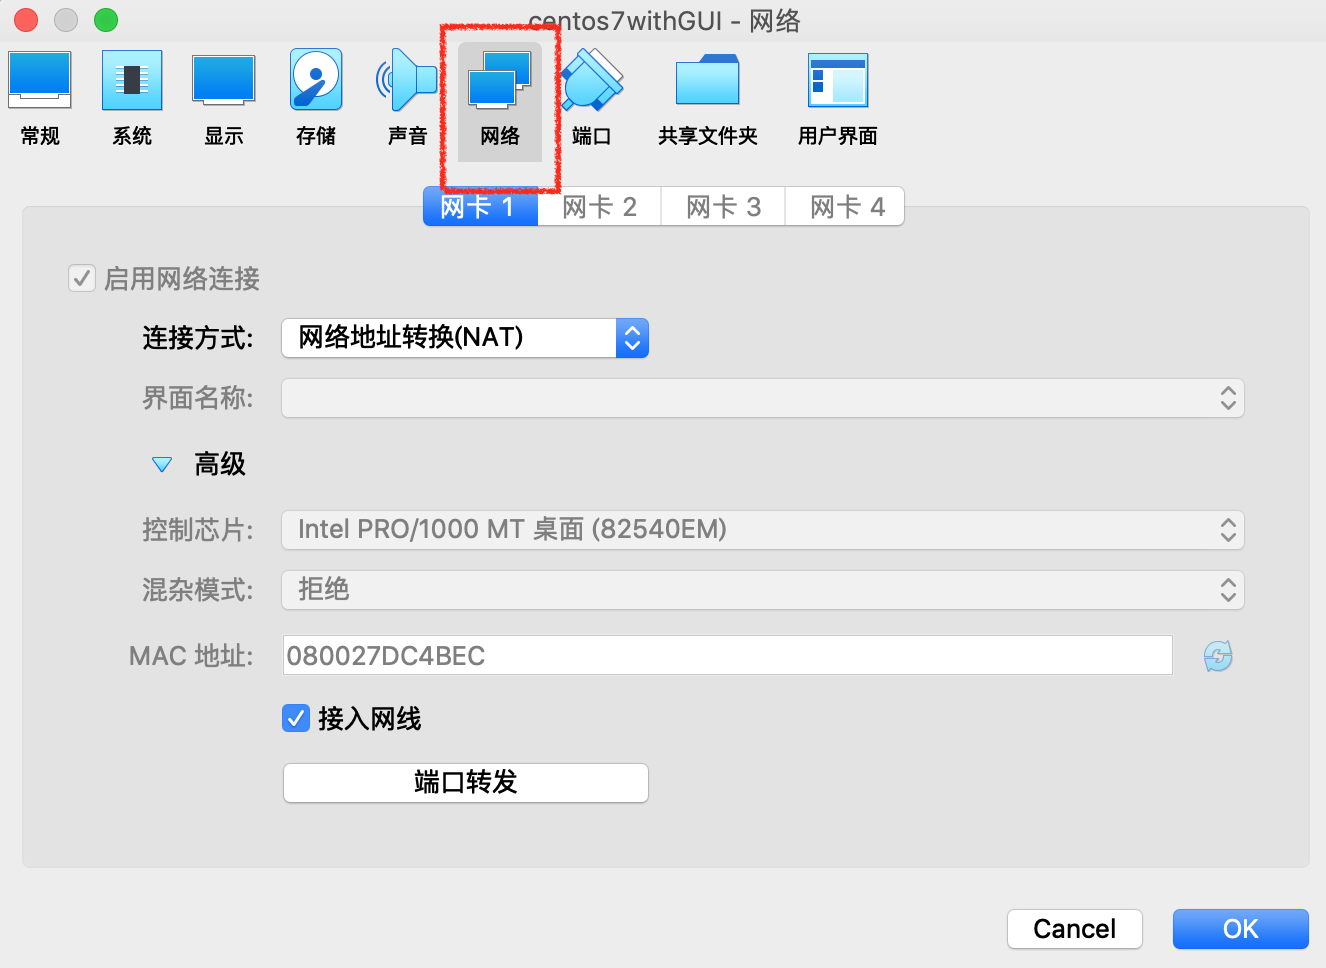 centos7withGUI - 网络
常规 系统 显示 存储 声音 网络 端口 共享文件夹 用户界面
网卡 1 网卡 2 网卡 3 网卡 4
启用网络连接
连接方式: 网络地址转换(NAT)
界面名称:
高级
控制芯片: Intel PRO/1000 MT 桌面 (82540EM)
混杂模式: 拒绝
MAC 地址: 080027DC4BEC
接入网线
端口转发
Cancel OK